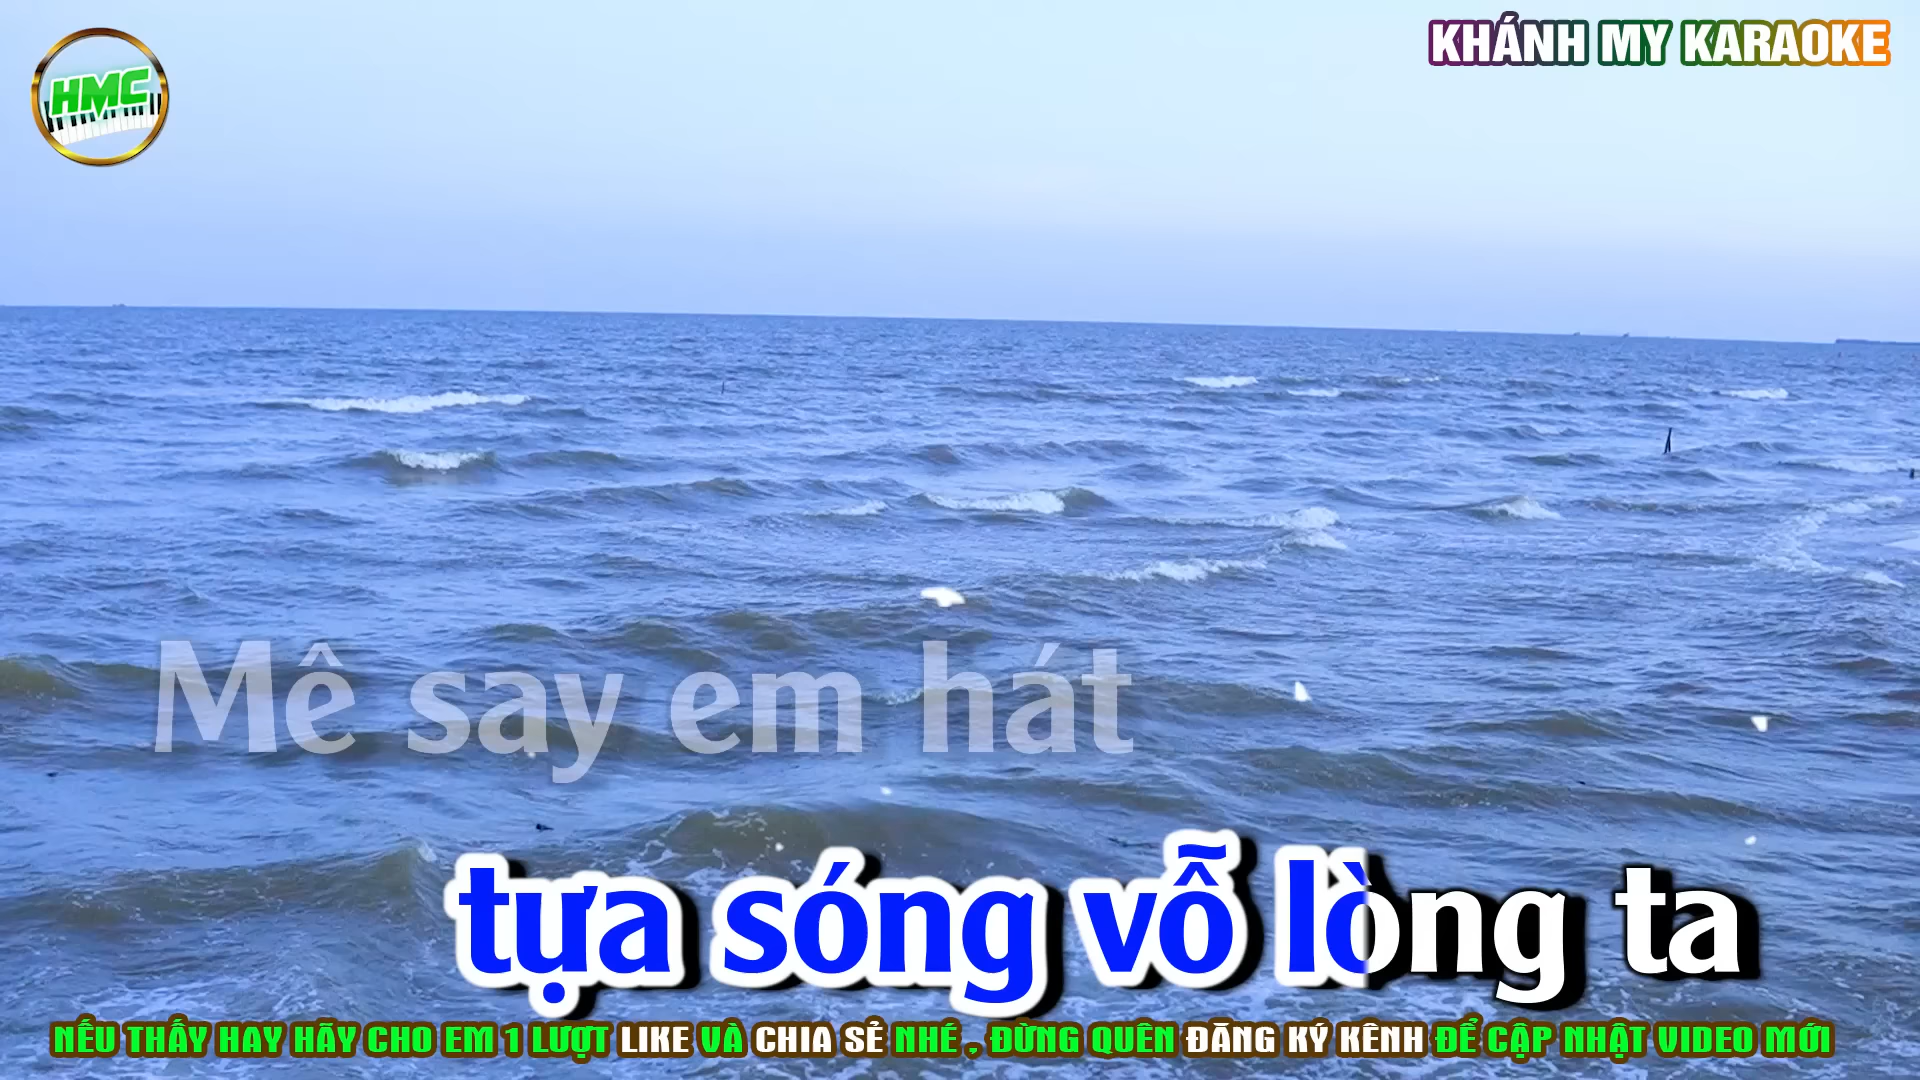 KHÁNH MY KARAOKE
HMC
Mê say em hát
tựa sóng vỗ lòng ta
NẾU THẤY HAY HÃY CHO EM 1 LƯỢT LIKE VÀ CHIA SẺ NHÉ , ĐỪNG QUÊN ĐĂNG KÝ KÊNH ĐỂ CẬP NHẬT VIDEO MỚI